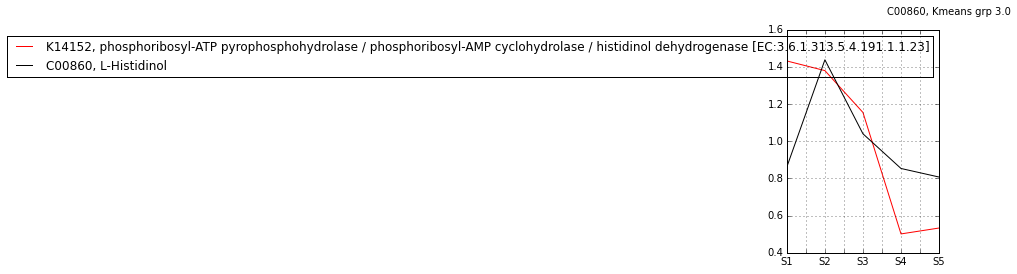 C00860, Kmeans grp 3.0
K14152, phosphoribosyl-ATP pyrophosphohydrolase / phosphoribosyl-AMP cyclohydrolase / histidinol dehydrogenase [EC:3.6.1.313.5.4.191.1.1.23]
C00860, L-Histidinol
1.6
1.4
1.2
1.0
0.8
0.6
0.4
S1 S2 S3 S4 S5